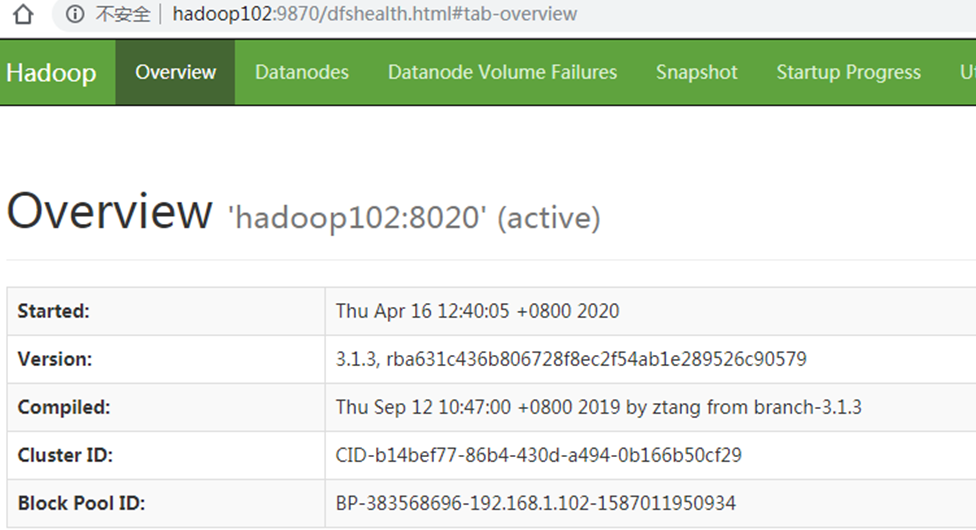 不安全 hadoop102:9870/dfshealth.html#tab-overview
Hadoop Overview Datanodes Datanode Volume Failures Snapshot Startup Progress
Overview 'hadoop102:8020' (active)
Started: Thu Apr 16 12:40:05 +0800 2020
Version: 3.1.3, rba631c436b806728f8ec2f54ab1e289526c90579
Compiled: Thu Sep 12 10:47:00 +0800 2019 by ztang from branch-3.1.3
Cluster ID: CID-b14bef77-86b4-430d-a494-0b166b50cf29
Block Pool ID: BP-383568696-192.168.1.102-1587011950934